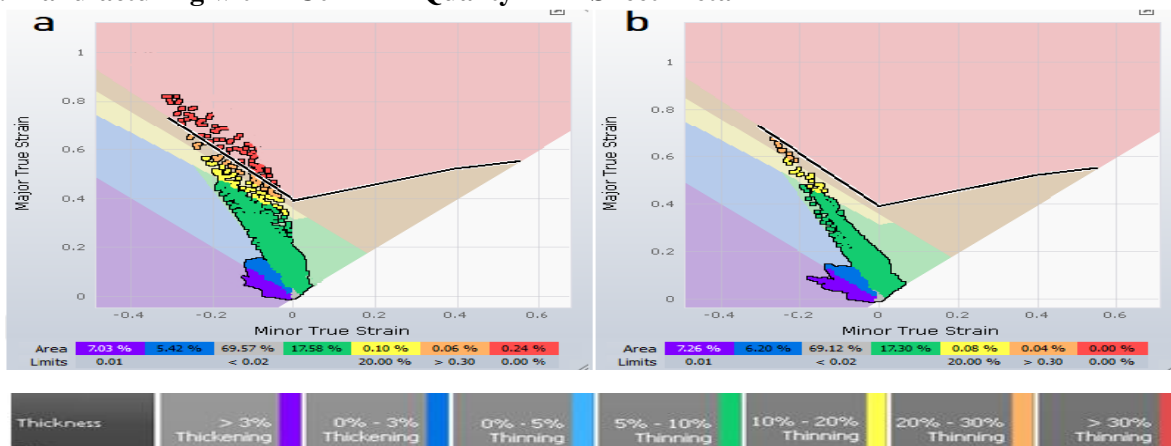 a
b
1
0.8
0.6
0.4
0.2
0
Major True Strain
-0.4 -0.2 0 0.2 0.4 0.6
Minor True Strain
Area 7.03 % 5.42 % 69.57 % 17.58 % 0.10 % 0.06 % 0.24 %
Limits 0.01 < 0.02 20.00 % > 0.30 0.00 %
1
0.8
0.6
0.4
0.2
0
Major True Strain
-0.4 -0.2 0 0.2 0.4 0.6
Minor True Strain
Area 7.26 % 6.20 % 69.12 % 17.30 % 0.08 % 0.04 % 0.00 %
Limits 0.01 < 0.02 20.00 % > 0.30 0.00 %
Thickness
> 3% Thickening
0% - 3% Thickening
0% - 5% Thinning
5% - 10% Thinning
10% - 20% Thinning
20% - 30% Thinning
> 30% Thinning